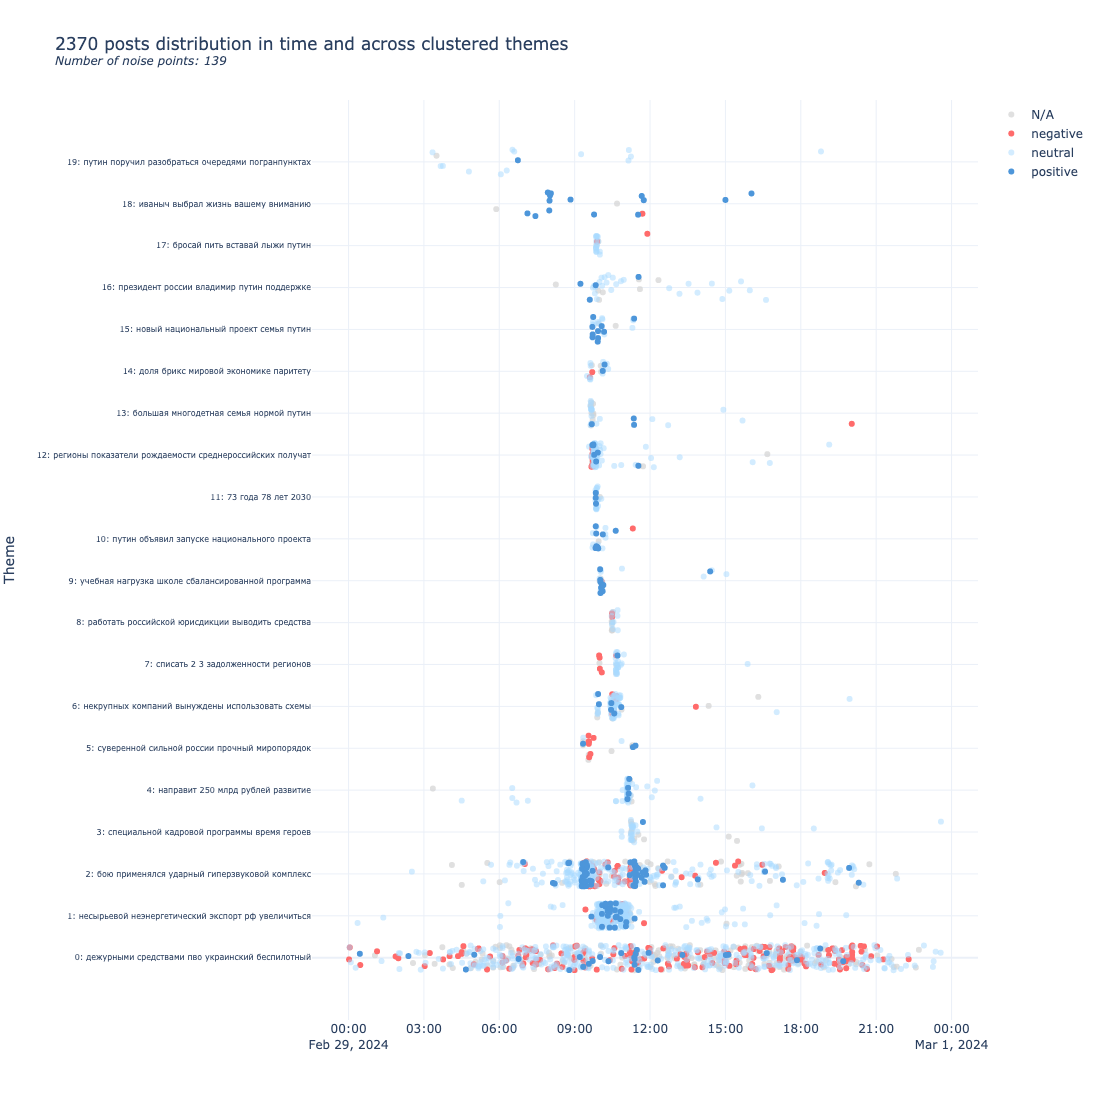 2370 posts distribution in time and across clustered themes
Number of noise points: 139
N/A
negative
neutral
positive
Theme
19: путин поручил разобраться очередями погранпунктах
18: иваныч выбрал жизнь вашему вниманию
17: бросай пить вставай лыжи путин
16: президент россии владимир путин поддержке
15: новый национальный проект семья путин
14: доля брикс мировой экономике паритету
13: большая многодетная семья нормой путин
12: регионы показатели рождаемости среднероссийских получат
11: 73 года 78 лет 2030
10: путин объявил запуске национального проекта
9: учебная нагрузка школе сбалансированной программа
8: работать российской юрисдикции выводить средства
7: списать 2 3 задолженности регионов
6: некрупных компаний вынуждены использовать схемы
5: суверенной сильной россии прочный миропорядок
4: направит 250 млрд рублей развитие
3: специальной кадровой программы время героев
2: бою применялся ударный гиперзвуковой комплекс
1: несырьевой неэнергетический экспорт рф увеличиться
0: дежурными средствами пво украинский беспилотный
00:00 03:00 06:00 09:00 12:00 15:00 18:00 21:00 00:00
Feb 29, 2024 Mar 1, 2024